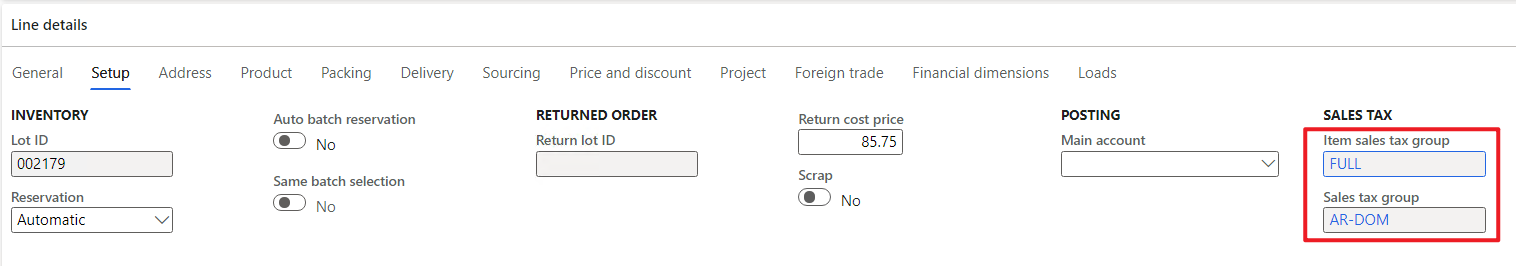 Line details
General Setup Address Product Packing Delivery Sourcing Price and discount Project Foreign trade Financial dimensions Loads
INVENTORY
Lot ID
002179
Reservation
Automatic
Auto batch reservation
No
Same batch selection
No
RETURNED ORDER
Return lot ID
Return cost price
85.75
Scrap
No
POSTING
Main account
SALES TAX
Item sales tax group
FULL
Sales tax group
AR-DOM